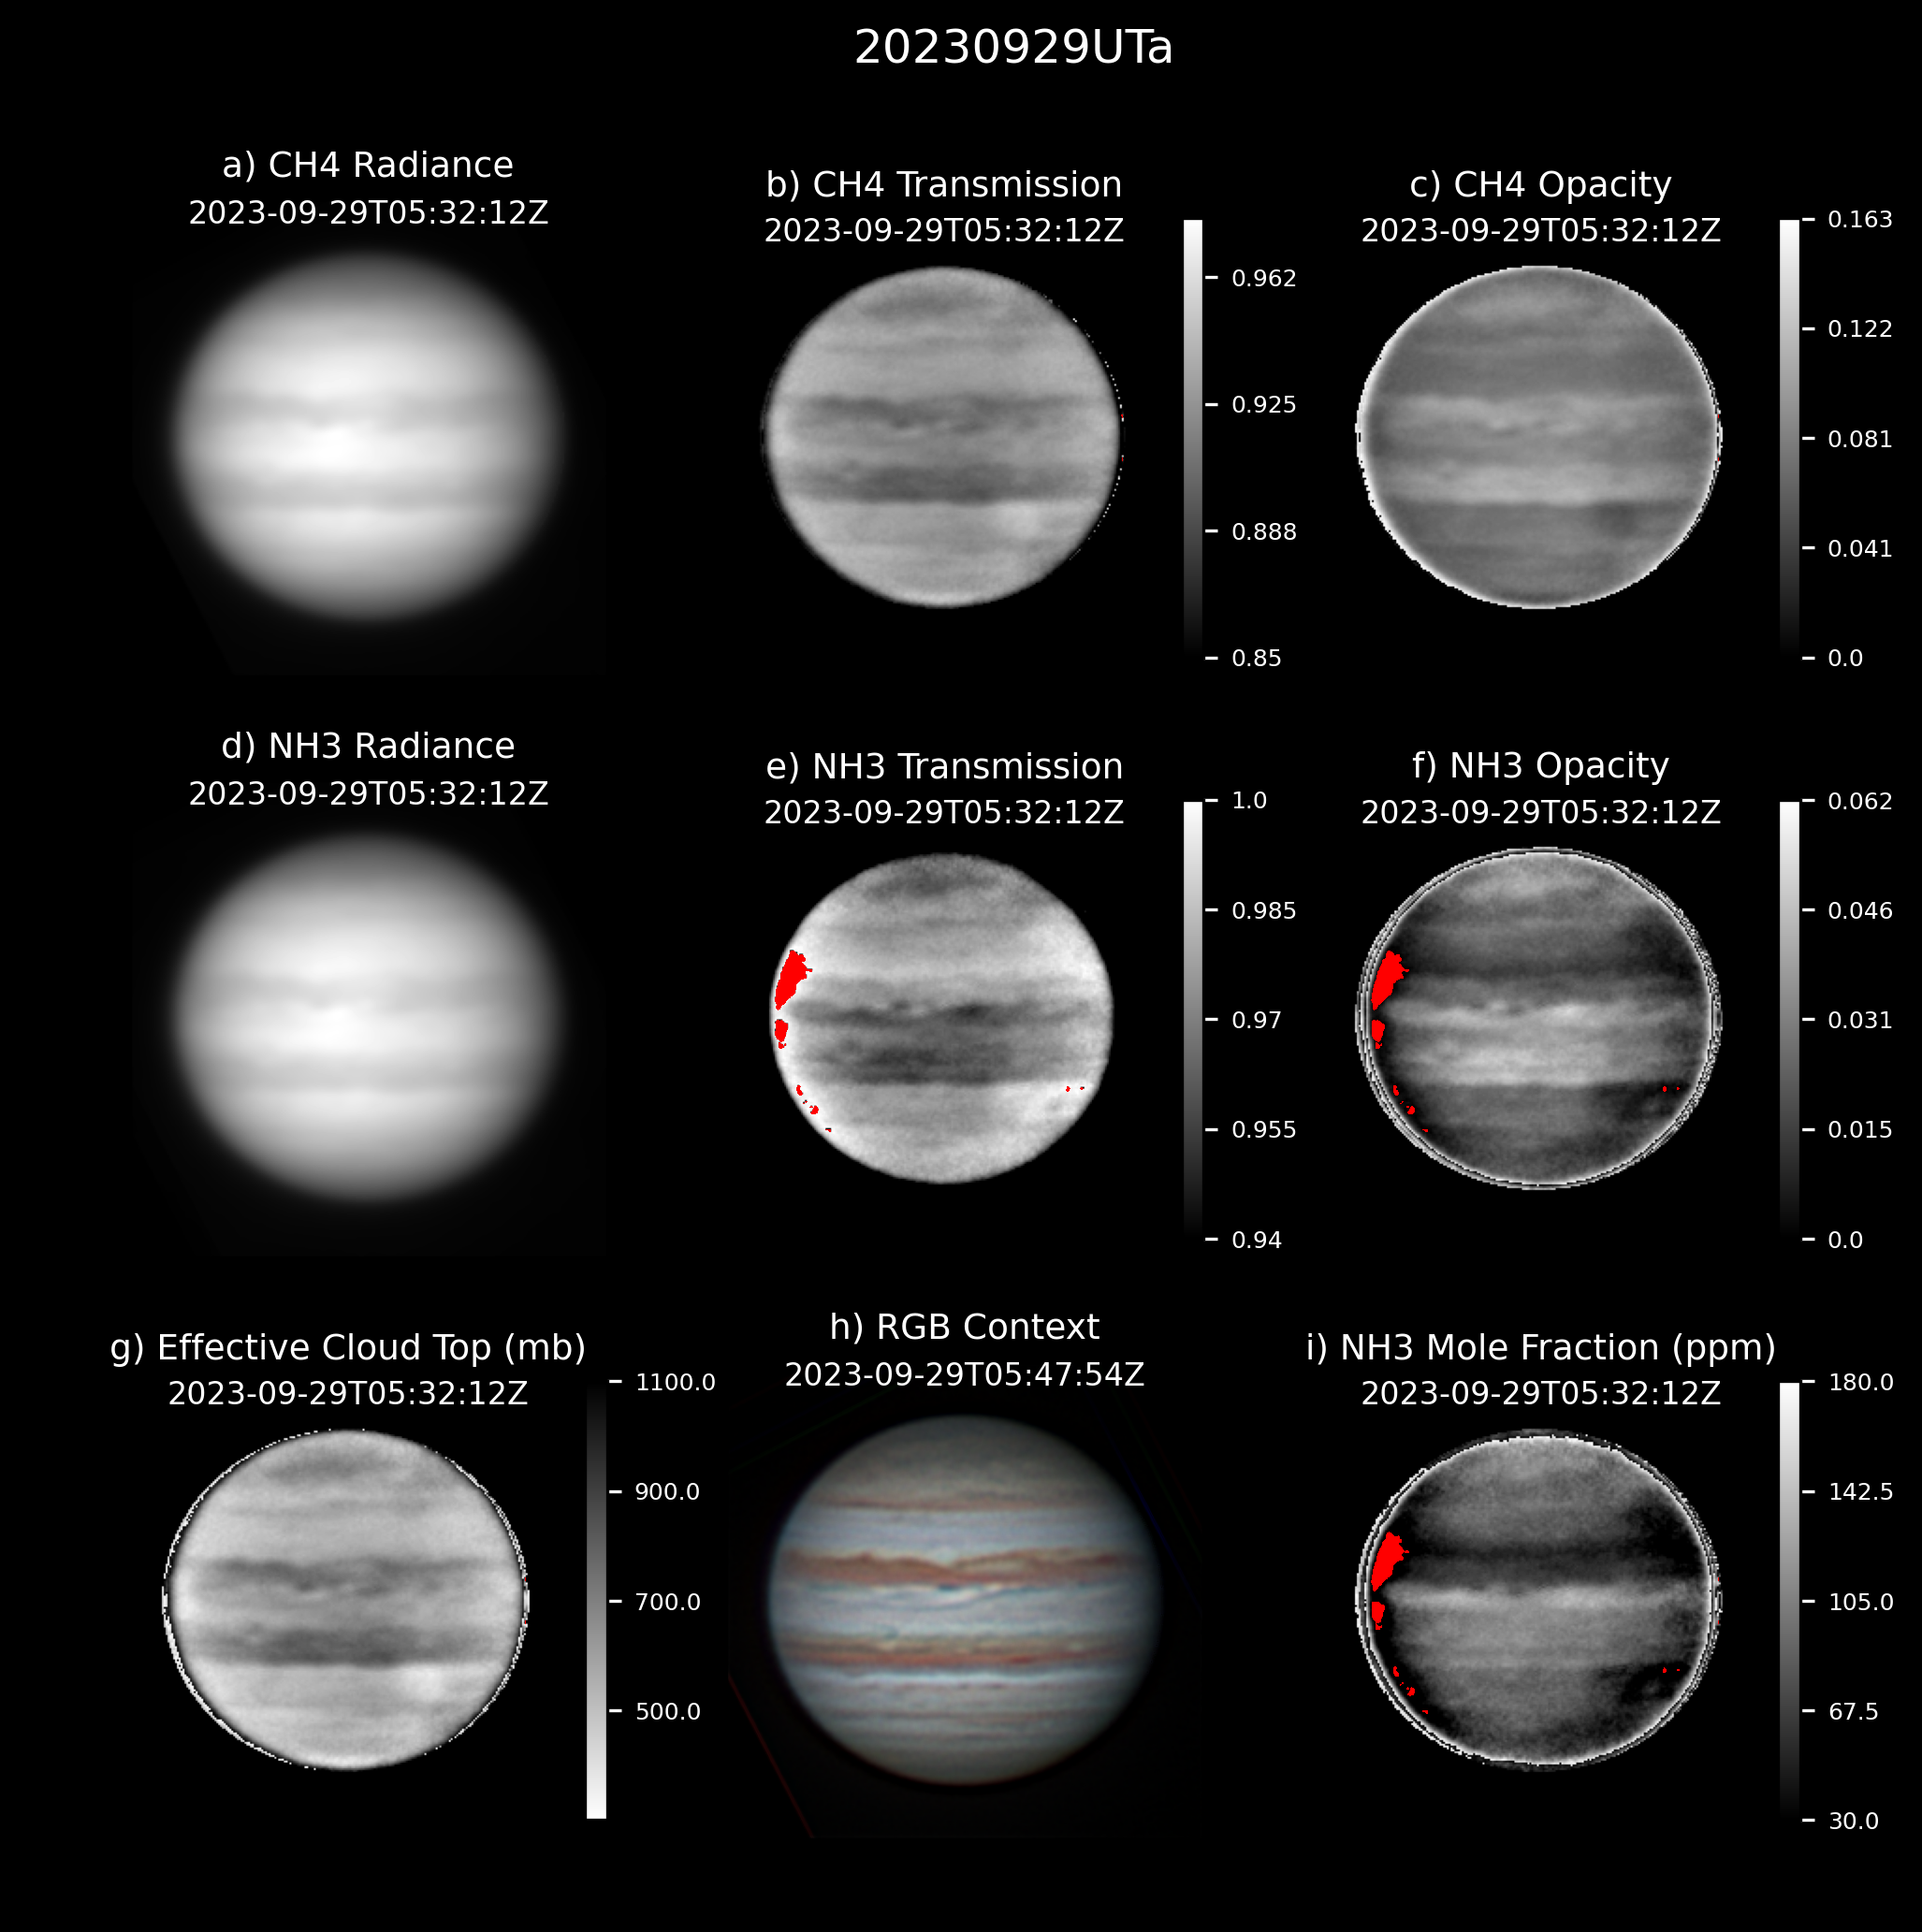 20230929UTa
a) CH4 Radiance
2023-09-29T05:32:12Z
b) CH4 Transmission
2023-09-29T05:32:12Z
0.962
0.925
0.888
0.85
c) CH4 Opacity
2023-09-29T05:32:12Z
0.163
0.122
0.081
0.041
0.0
d) NH3 Radiance
2023-09-29T05:32:12Z
e) NH3 Transmission
2023-09-29T05:32:12Z
1.0
0.985
0.97
0.955
0.94
f) NH3 Opacity
2023-09-29T05:32:12Z
0.062
0.046
0.031
0.015
0.0
g) Effective Cloud Top (mb)
2023-09-29T05:32:12Z
1100.0
900.0
700.0
500.0
h) RGB Context
2023-09-29T05:47:54Z
i) NH3 Mole Fraction (ppm)
2023-09-29T05:32:12Z
180.0
142.5
105.0
67.5
30.0